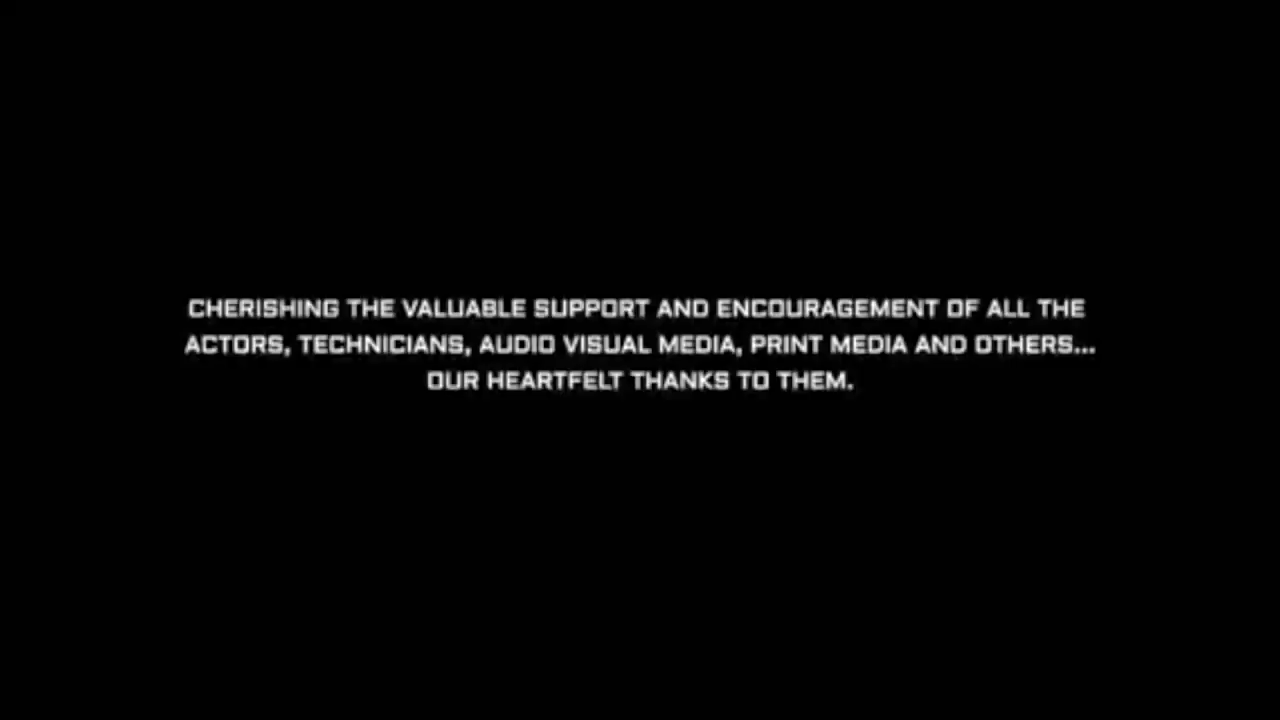 CHERISHING THE VALUABLE SUPPORT AND ENCOURAGEMENT OF ALL THE
ACTORS, TECHNICIANS, AUDIO VISUAL MEDIA, PRINT MEDIA AND OTHERS...
OUR HEARTFELT THANKS TO THEM.